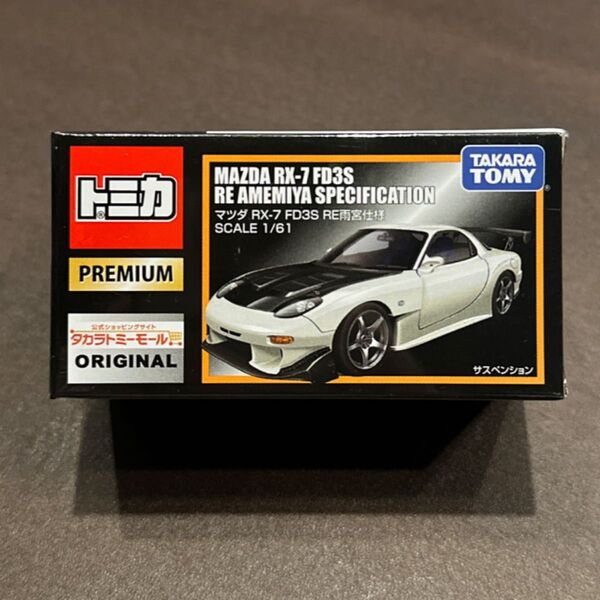 トミカ
PREMIUM
公式ショッピングサイト
タカラトミーモール
ORIGINAL
MAZDA RX-7 FD3S
RE AMEMIYA SPECIFICATION
マツダ RX-7 FD3S RE雨宮仕様
SCALE 1/61
TAKARA
TOMY
サスペンション